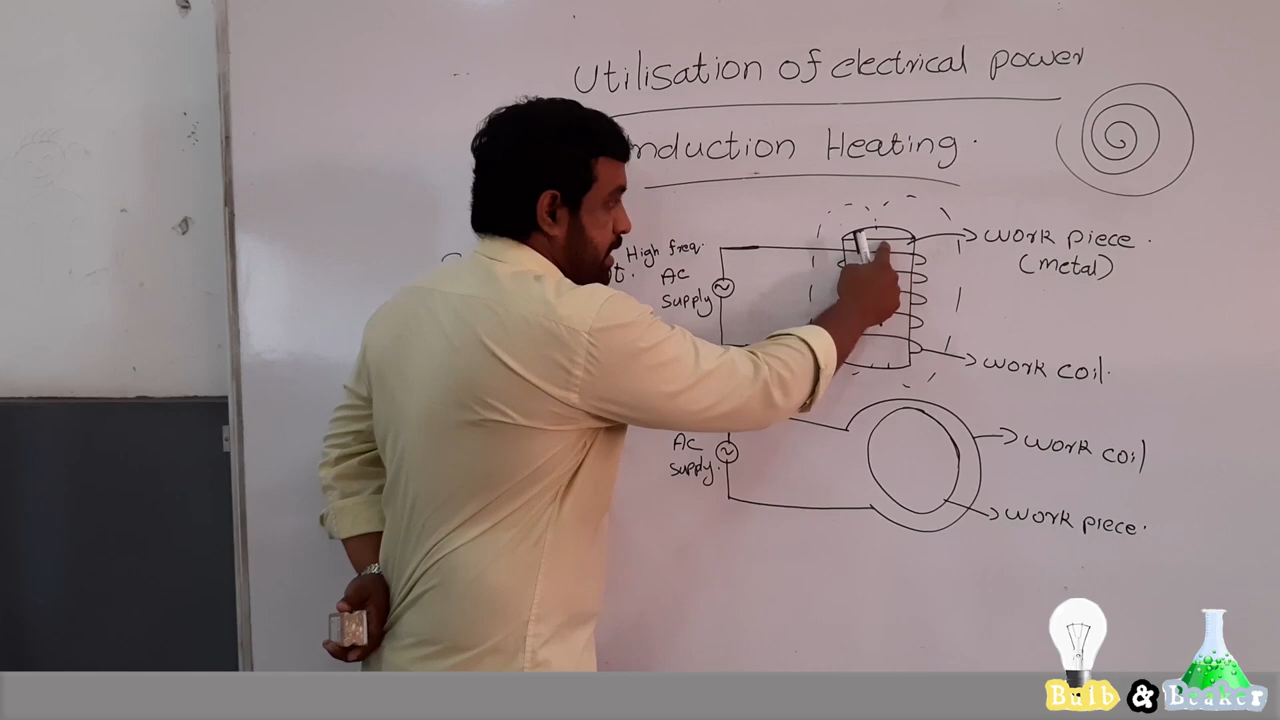 Utilisation of electrical power
nduction Heating.
High freq.
AC
supply
work piece.
(metal)
work coil.
AC
supply.
work coil
work piece.
Bulb & Beaker